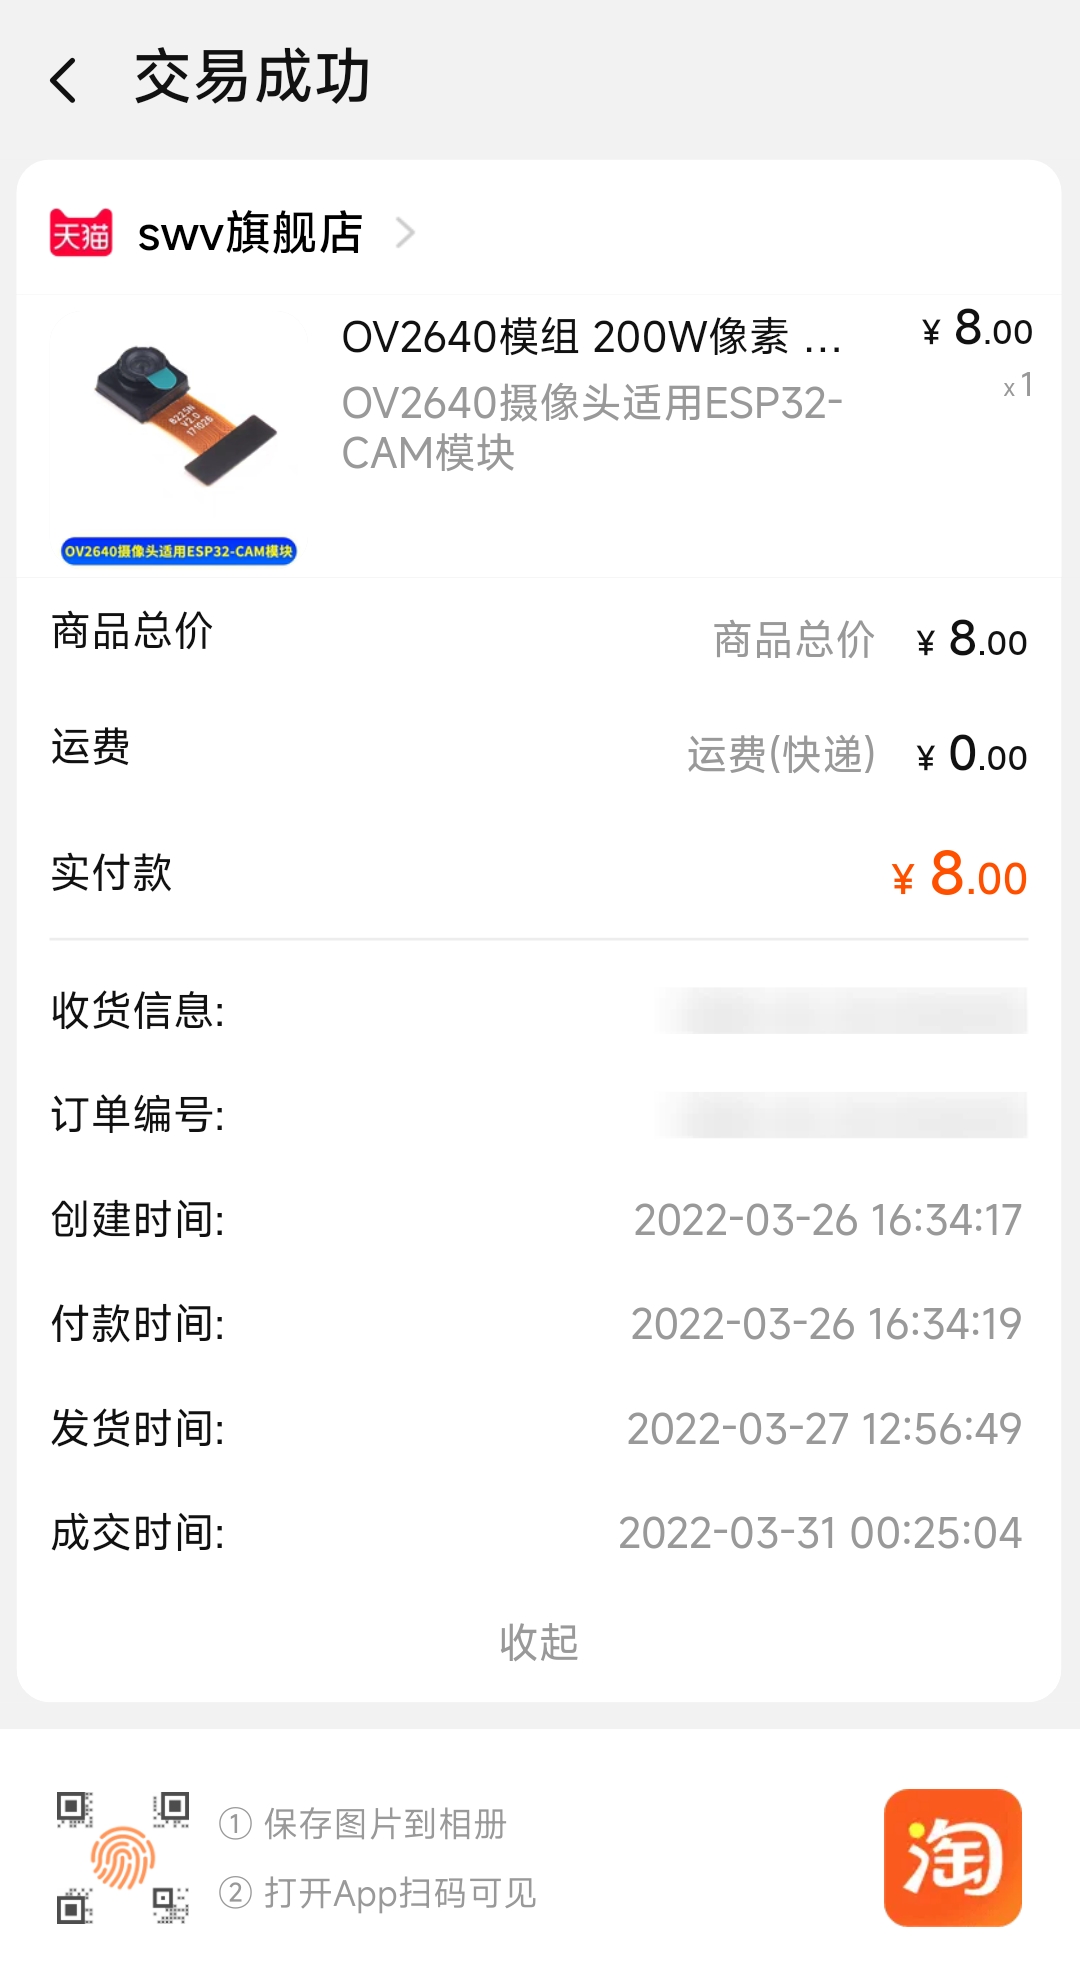 交易成功
天猫 swv旗舰店
OV2640模组 200W像素 ... ¥ 8.00
OV2640摄像头适用ESP32- x1
CAM模块
8225N
V2.0
171026
OV2640摄像头适用ESP32-CAM模块
商品总价 商品总价 ¥ 8.00
运费 运费(快递) ¥ 0.00
实付款 ¥ 8.00
收货信息:
订单编号:
创建时间: 2022-03-26 16:34:17
付款时间: 2022-03-26 16:34:19
发货时间: 2022-03-27 12:56:49
成交时间: 2022-03-31 00:25:04
收起
① 保存图片到相册
② 打开App扫码可见
淘